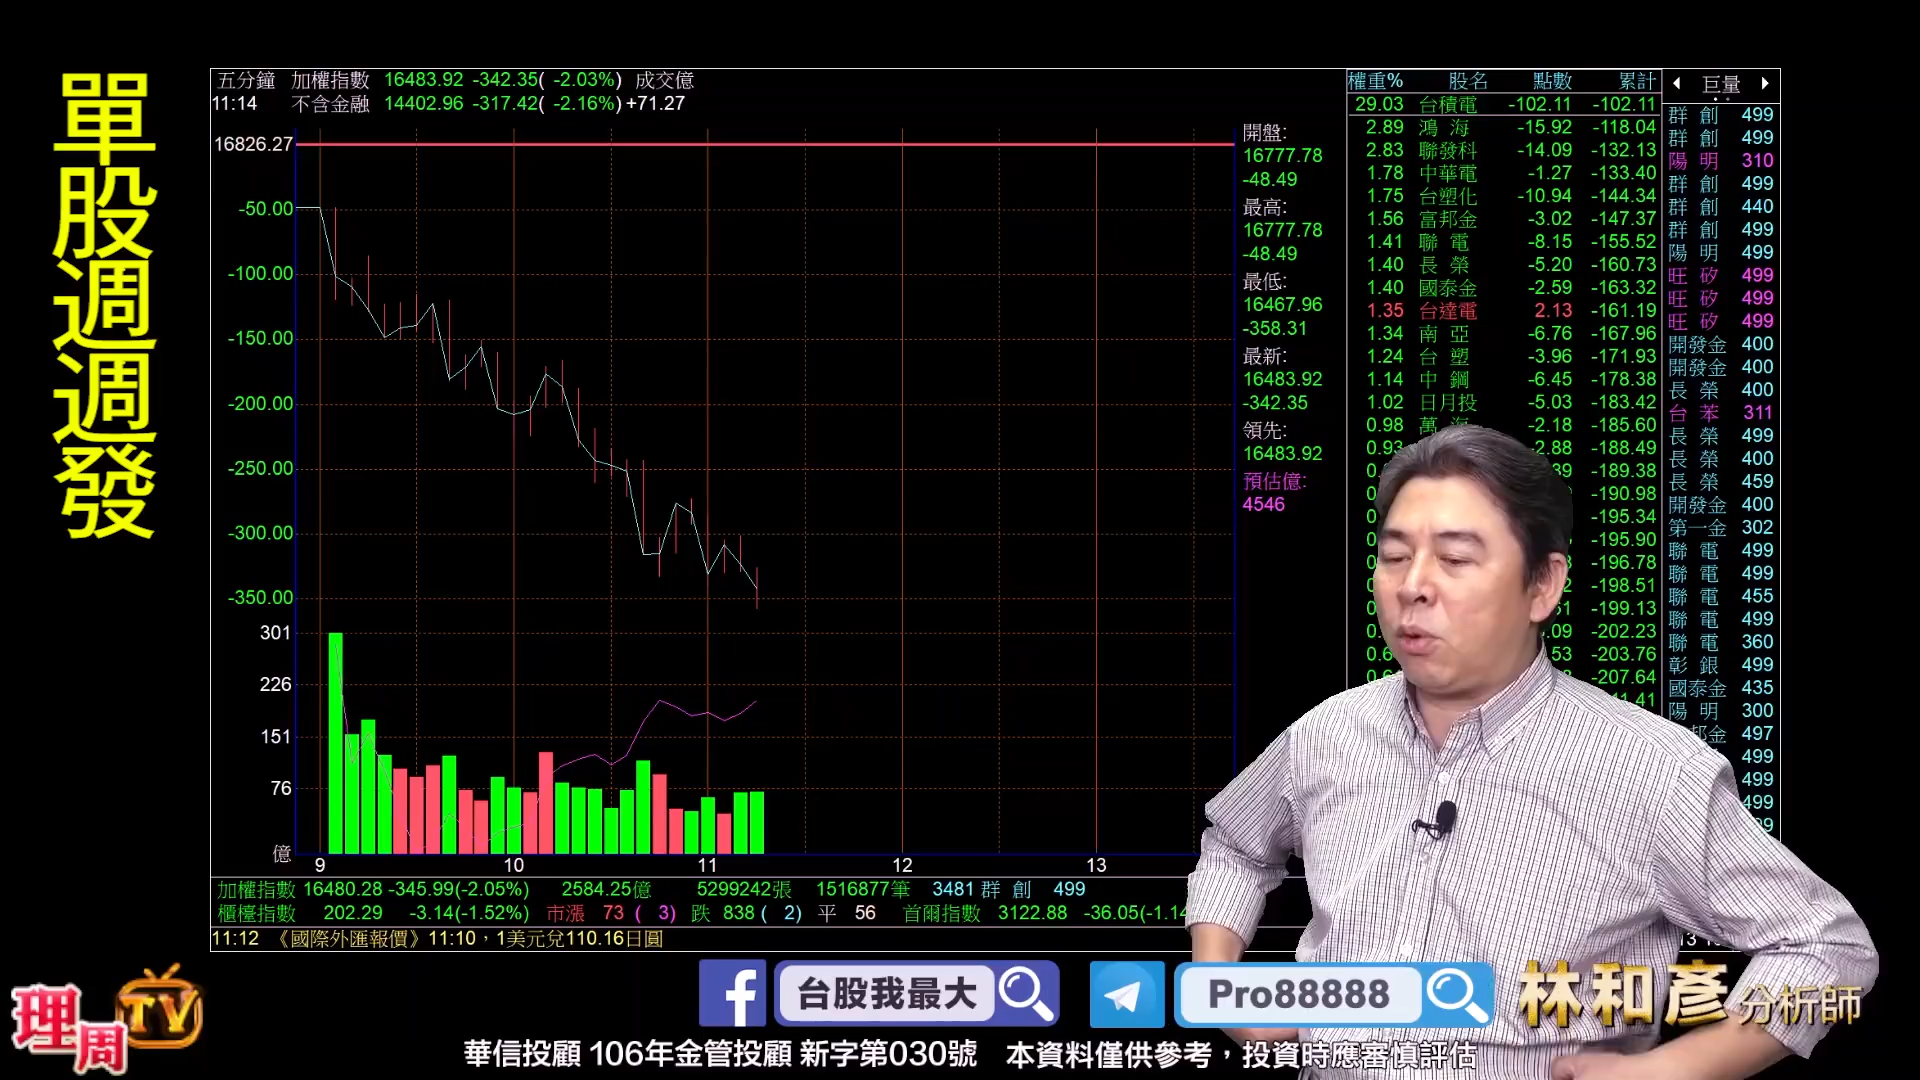 單股週週發
五分鐘 加權指數 16483.92 -342.35( -2.03%) 成交億
11:14 不含金融 14402.96 -317.42( -2.16%) +71.27
16826.27
-50.00
-100.00
-150.00
-200.00
-250.00
-300.00
-350.00
301
226
151
76
億
9 10 11 12 13
開盤:
16777.78
-48.49
最高:
16777.78
-48.49
最低:
16467.96
-358.31
最新:
16483.92
-342.35
領先:
16483.92
預估億:
4546
權重% 股名 點數 累計
29.03 台積電 -102.11 -102.11
2.89 鴻海 -15.92 -118.04
2.83 聯發科 -14.09 -132.13
1.78 中華電 -1.27 -133.40
1.75 台塑化 -10.94 -144.34
1.56 富邦金 -3.02 -147.37
1.41 聯電 -8.15 -155.52
1.40 長榮 -5.20 -160.73
1.40 國泰金 -2.59 -163.32
1.35 台達電 2.13 -161.19
1.34 南亞 -6.76 -167.96
1.24 台塑 -3.96 -171.93
1.14 中鋼 -6.45 -178.38
1.02 日月投 -5.03 -183.42
0.98 萬海 -2.18 -185.60
-188.49
-189.38
-190.98
-195.34
-195.90
-196.78
-198.51
-199.13
-202.23
-203.76
-207.64
巨量
群創 499
群創 499
陽明 310
群創 499
群創 440
群創 499
陽明 499
旺矽 499
旺矽 499
旺矽 499
開發金 400
開發金 400
長榮 400
台苯 311
長榮 499
長榮 400
長榮 459
開發金 400
第一金 302
聯電 499
聯電 499
聯電 455
聯電 499
聯電 360
彰銀 499
國泰金 435
陽明 300
邦金 497
499
499
499
加權指數 16480.28 -345.99(-2.05%) 2584.25億 5299242張 1516877筆 3481 群創 499
櫃檯指數 202.29 -3.14(-1.52%) 市漲 73 ( 3) 跌 838 ( 2) 平 56 首爾指數 3122.88 -36.05(-1.14
11:12 《國際外匯報價》11:10，1美元兌110.16日圓
理周TV
f 台股我最大
Pro88888
林和彥分析師
華信投顧 106年金管投顧 新字第030號 本資料僅供參考，投資時應審慎評估